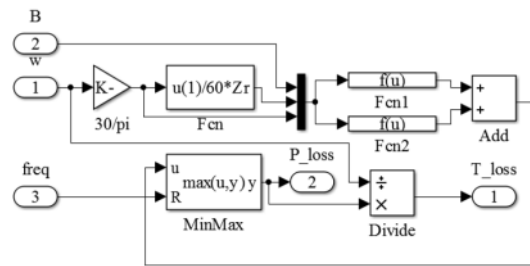 B
2
w
1
K-
30/pi
u(1)/60*Zr
Fcn
f(u)
Fcn1
f(u)
Fcn2
+
+
Add
freq
3
u
R
max(u,y) y
MinMax
P_loss
2
÷
×
Divide
T_loss
1